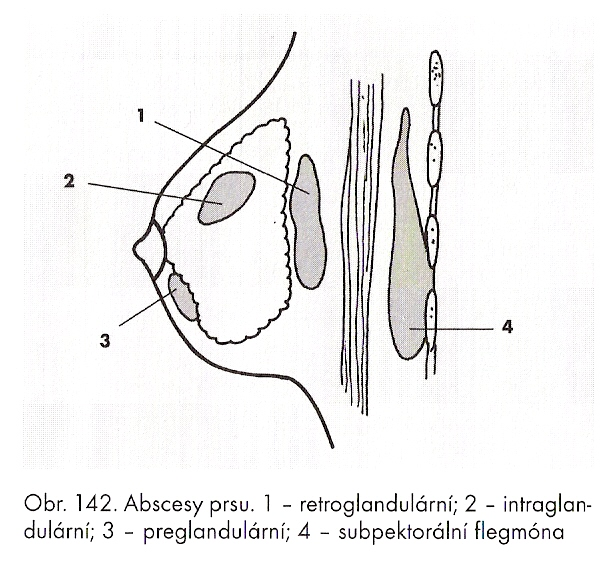 1
2
3
4
Obr. 142. Abscesy prsu. 1 – retroglandulární; 2 – intraglan-
dulární; 3 – preglandulární; 4 – subpektorální flegmóna